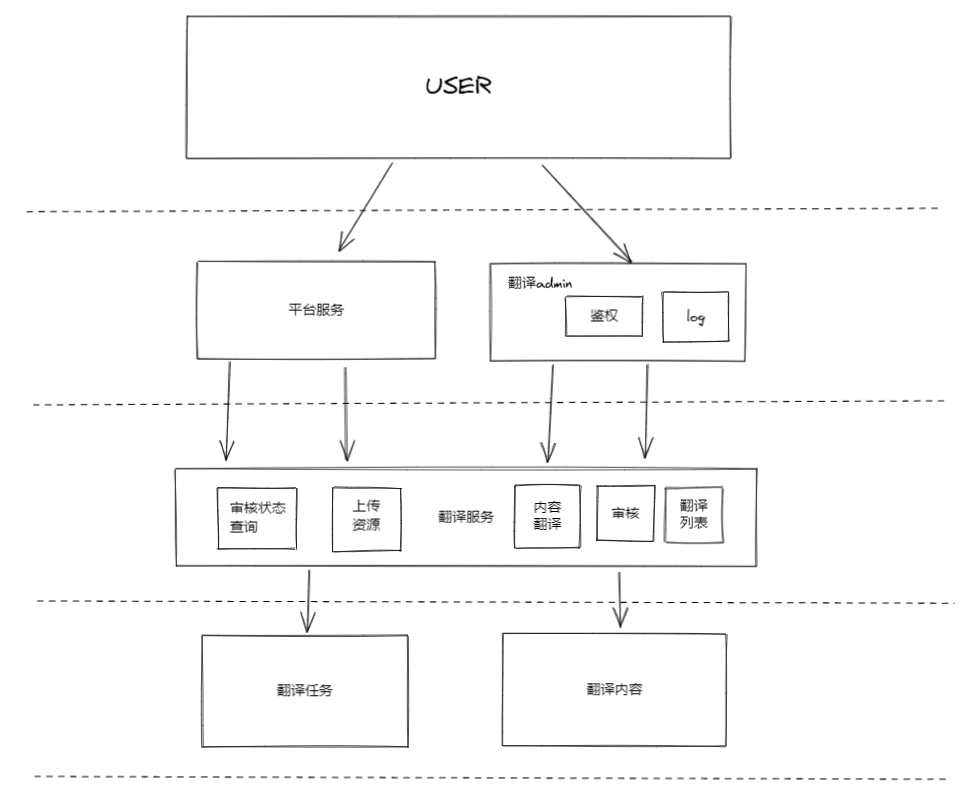 USER
平台服务
翻译admin
鉴权
log
审核状态
查询
上传
资源
翻译服务
内容
翻译
审核
翻译
列表
翻译任务
翻译内容